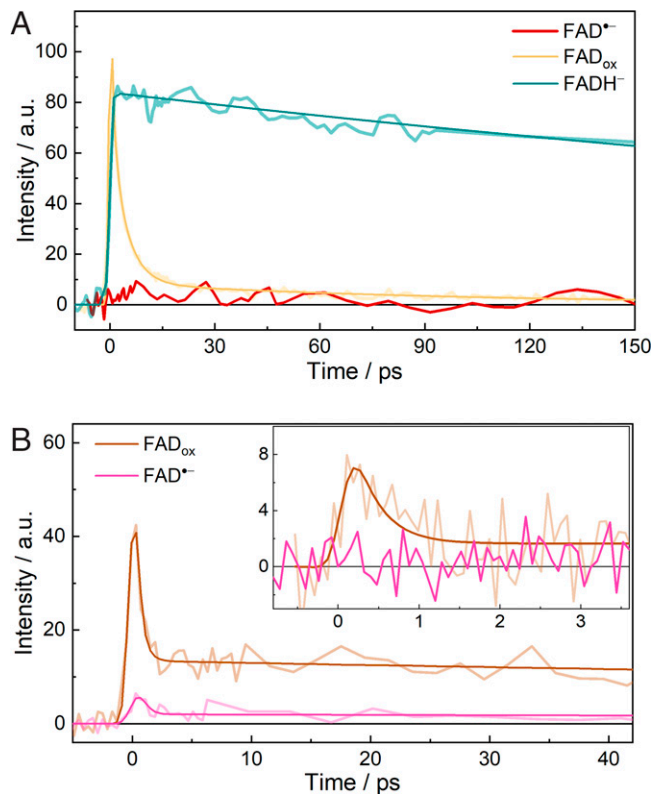 A
FAD•−
FADox
FADH−
Intensity / a.u.
100
80
60
40
20
0
0 30 60 90 120 150
Time / ps
B
FADox
FAD•−
Intensity / a.u.
60
40
20
0
8
4
0
0 1 2 3
0 10 20 30 40
Time / ps